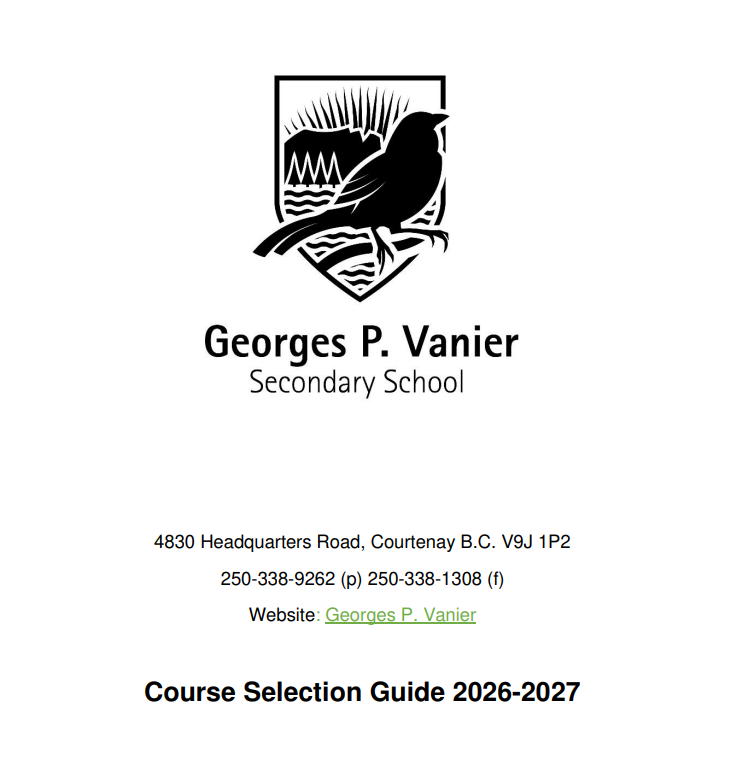 Georges P. Vanier
Secondary School
4830 Headquarters Road, Courtenay B.C. V9J 1P2
250-338-9262 (p) 250-338-1308 (f)
Website: Georges P. Vanier
Course Selection Guide 2026-2027